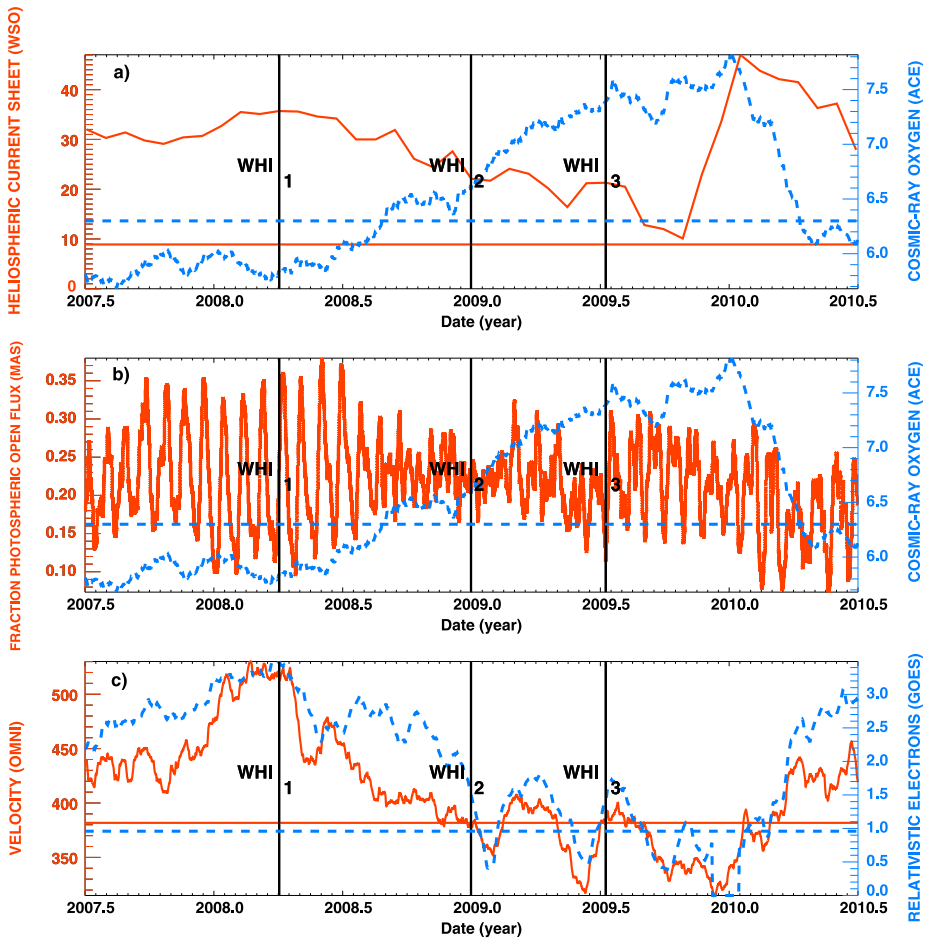 a)
HELIOSPHERIC CURRENT SHEET (WSO)
40
30
20
10
0
WHI
1
WHI
2
WHI
3
7.5
7.0
6.5
6.0
COSMIC-RAY OXYGEN (ACE)
2007.5 2008.0 2008.5 2009.0 2009.5 2010.0 2010.5
Date (year)
b)
FRACTION PHOTOSPHERIC OPEN FLUX (MAS)
0.35
0.30
0.25
0.20
0.15
0.10
WHI
1
WHI
2
WHI
3
7.5
7.0
6.5
6.0
COSMIC-RAY OXYGEN (ACE)
2007.5 2008.0 2008.5 2009.0 2009.5 2010.0 2010.5
Date (year)
c)
VELOCITY (OMNI)
500
450
400
350
WHI
1
WHI
2
WHI
3
3.0
2.5
2.0
1.5
1.0
0.5
0.0
RELATIVISTIC ELECTRONS (GOES)
2007.5 2008.0 2008.5 2009.0 2009.5 2010.0 2010.5
Date (year)